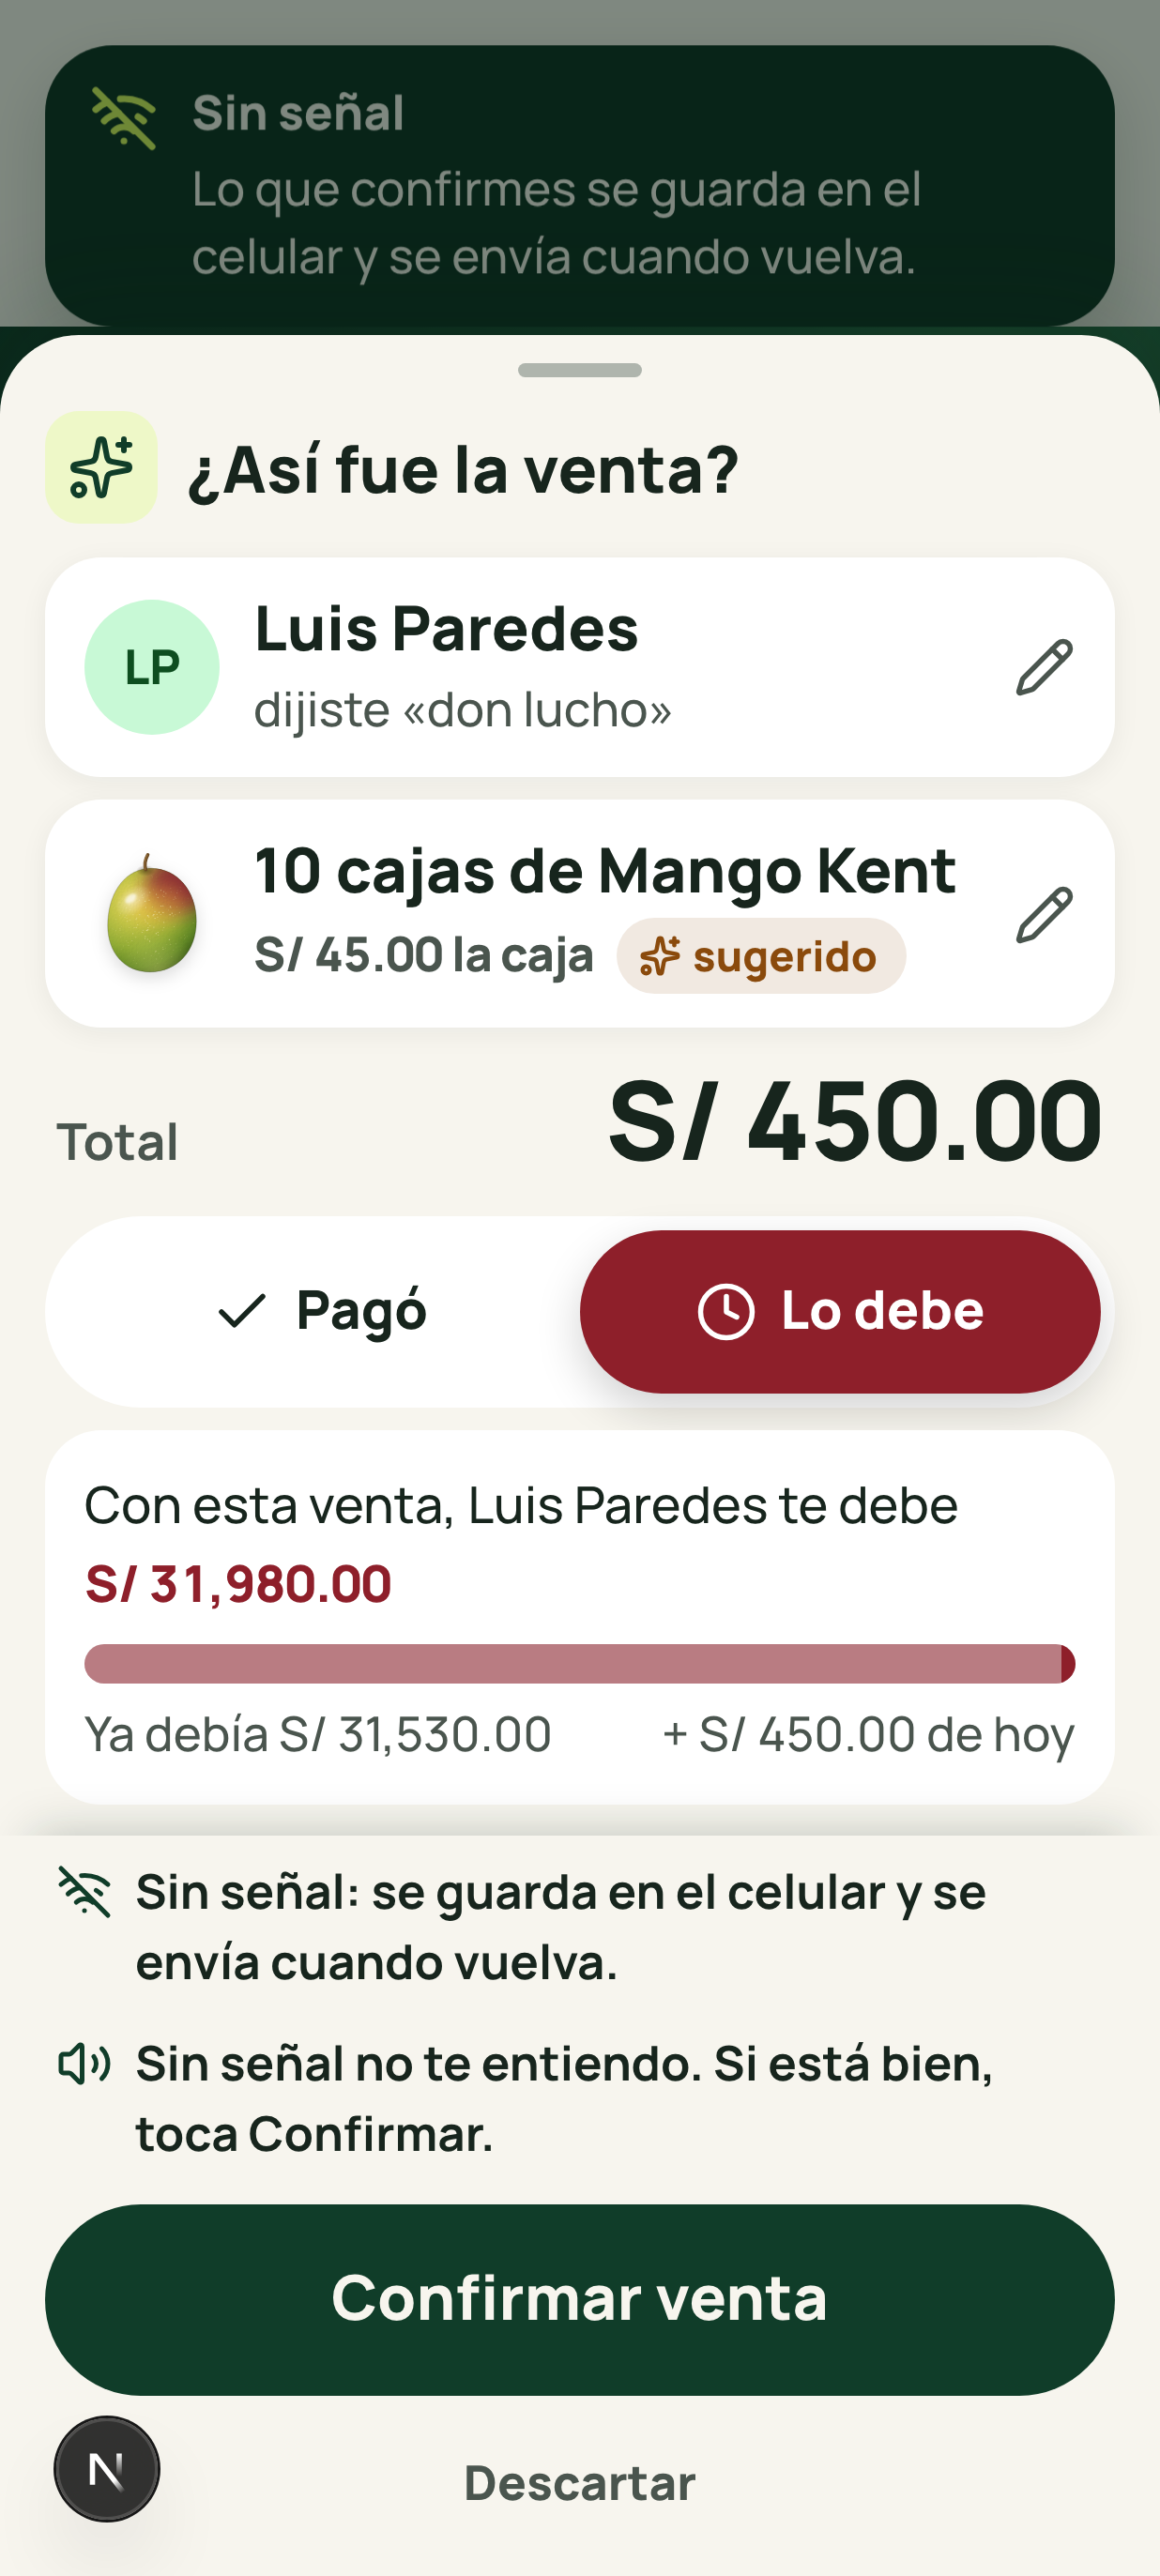 Sin señal
Lo que confirmes se guarda en el
celular y se envía cuando vuelva.
¿Así fue la venta?
LP
Luis Paredes
dijiste «don lucho»
10 cajas de Mango Kent
S/ 45.00 la caja
sugerido
Total
S/ 450.00
Pagó
Lo debe
Con esta venta, Luis Paredes te debe
S/ 31,980.00
Ya debía S/ 31,530.00
+ S/ 450.00 de hoy
Sin señal: se guarda en el celular y se
envía cuando vuelva.
Sin señal no te entiendo. Si está bien,
toca Confirmar.
Confirmar venta
N
Descartar